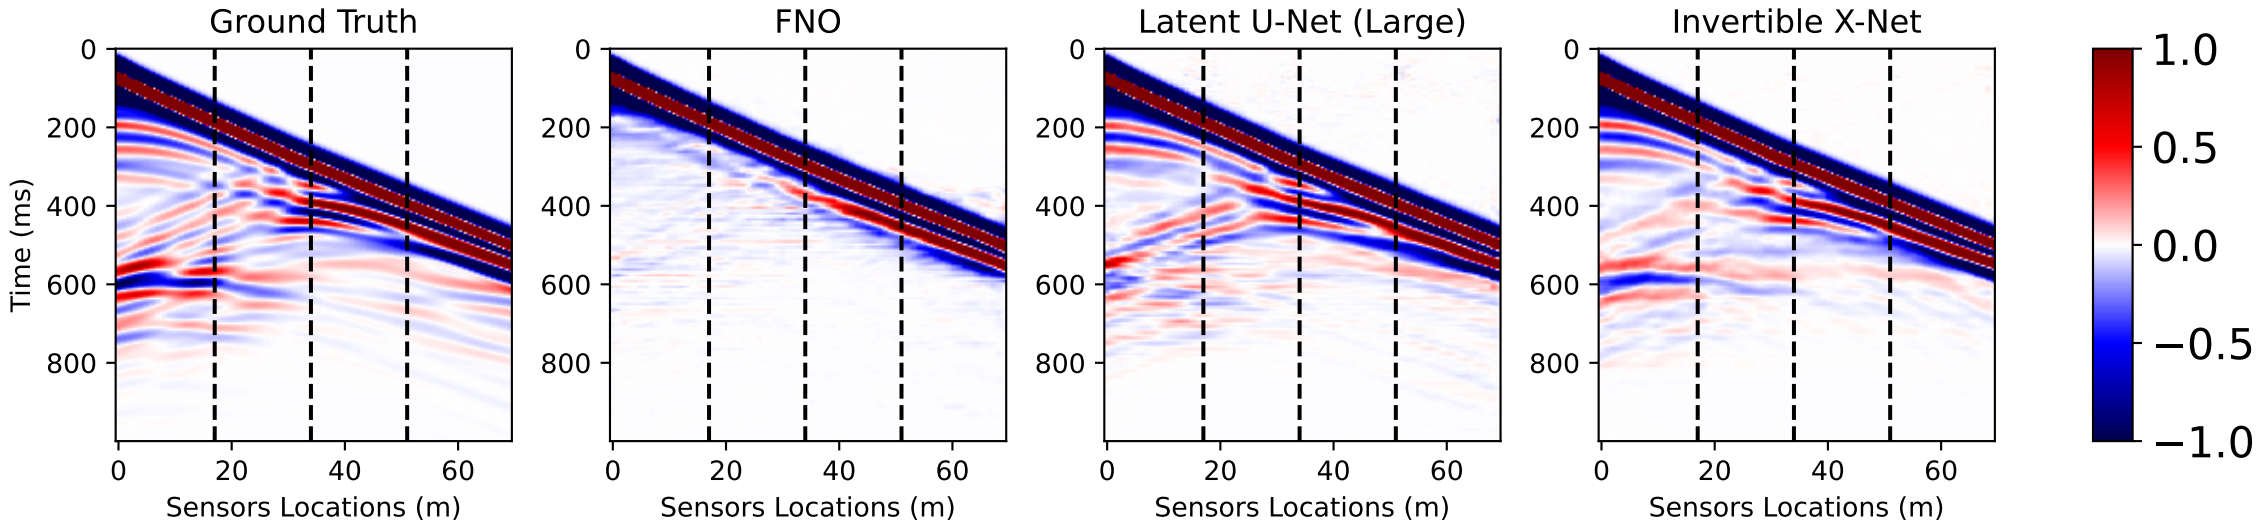 Ground Truth
FNO
Latent U-Net (Large)
Invertible X-Net
Time (ms)
0
200
400
600
800
0 20 40 60
Sensors Locations (m)
0
200
400
600
800
0 20 40 60
Sensors Locations (m)
0
200
400
600
800
0 20 40 60
Sensors Locations (m)
0
200
400
600
800
0 20 40 60
Sensors Locations (m)
1.0
0.5
0.0
−0.5
−1.0